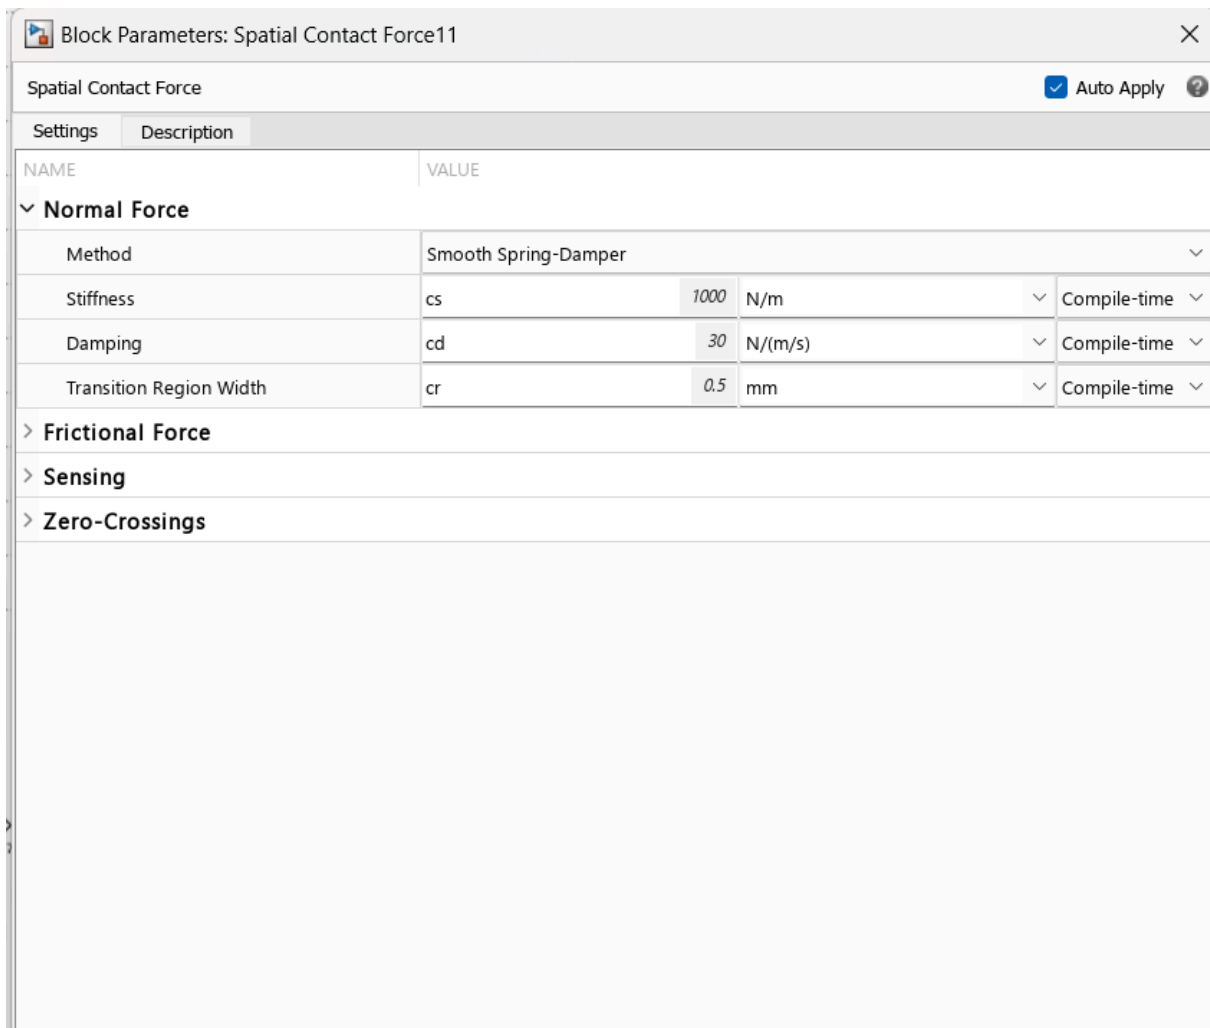 Block Parameters: Spatial Contact Force11
Spatial Contact Force Auto Apply ?
Settings Description
NAME VALUE
Normal Force
Method Smooth Spring-Damper
Stiffness cs 1000 N/m Compile-time
Damping cd 30 N/(m/s) Compile-time
Transition Region Width cr 0.5 mm Compile-time
Frictional Force
Sensing
Zero-Crossings